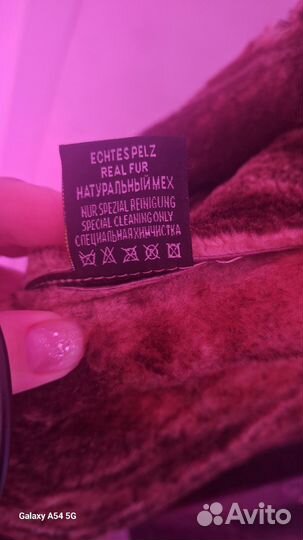 ECHTES PELZ
REAL FUR
НАТУРАЛЬНЫЙ МЕХ
NUR SPEZIAL REINIGUNG
SPECIAL CLEANING ONLY
СПЕЦИАЛЬНАЯ ХИМЧИСТКА
Galaxy A54 5G
Avito